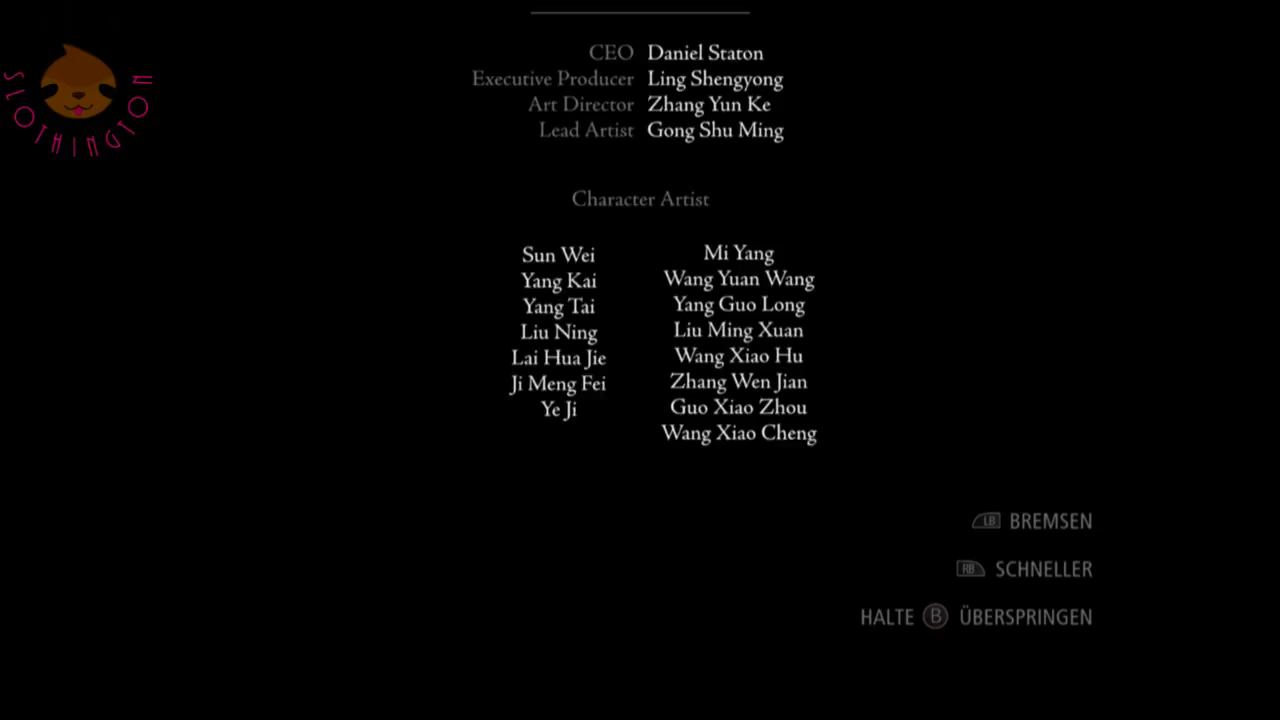 SLOTHINGTON
CEO Daniel Staton
Executive Producer Ling Shengyong
Art Director Zhang Yun Ke
Lead Artist Gong Shu Ming
Character Artist
Sun Wei
Yang Kai
Yang Tai
Liu Ning
Lai Hua Jie
Ji Meng Fei
Ye Ji
Mi Yang
Wang Yuan Wang
Yang Guo Long
Liu Ming Xuan
Wang Xiao Hu
Zhang Wen Jian
Guo Xiao Zhou
Wang Xiao Cheng
LB BREMSEN
RB SCHNELLER
HALTE B ÜBERSPRINGEN